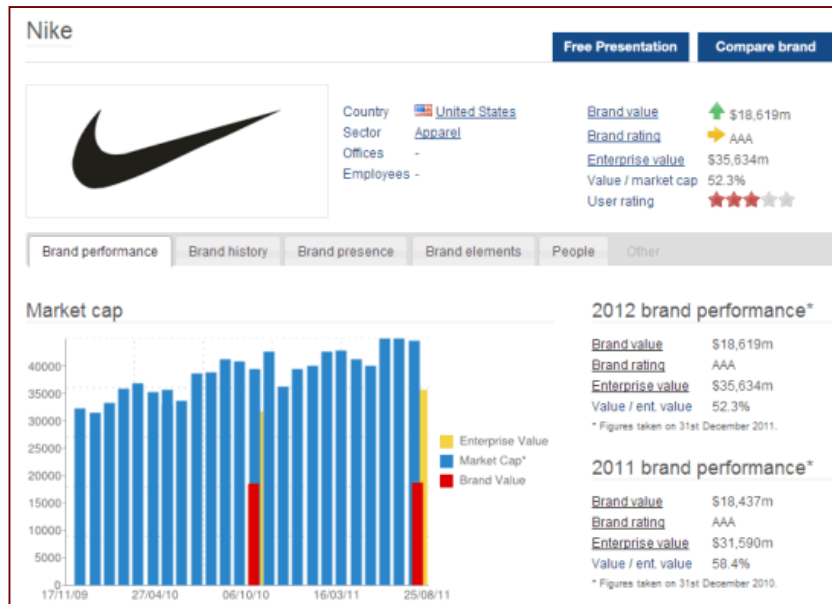 Nike
Free Presentation
Compare brand
Country United States
Sector Apparel
Offices -
Employees -
Brand value $18,619m
Brand rating AAA
Enterprise value $35,634m
Value / market cap 52.3%
User rating
Brand performance
Brand history
Brand presence
Brand elements
People
Other
Market cap
40000
35000
30000
25000
20000
15000
10000
5000
0
17/11/09
27/04/10
06/10/10
16/03/11
25/08/11
Enterprise Value
Market Cap*
Brand Value
2012 brand performance*
Brand value $18,619m
Brand rating AAA
Enterprise value $35,634m
Value / ent. value 52.3%
* Figures taken on 31st December 2011.
2011 brand performance*
Brand value $18,437m
Brand rating AAA
Enterprise value $31,590m
Value / ent. value 58.4%
* Figures taken on 31st December 2010.